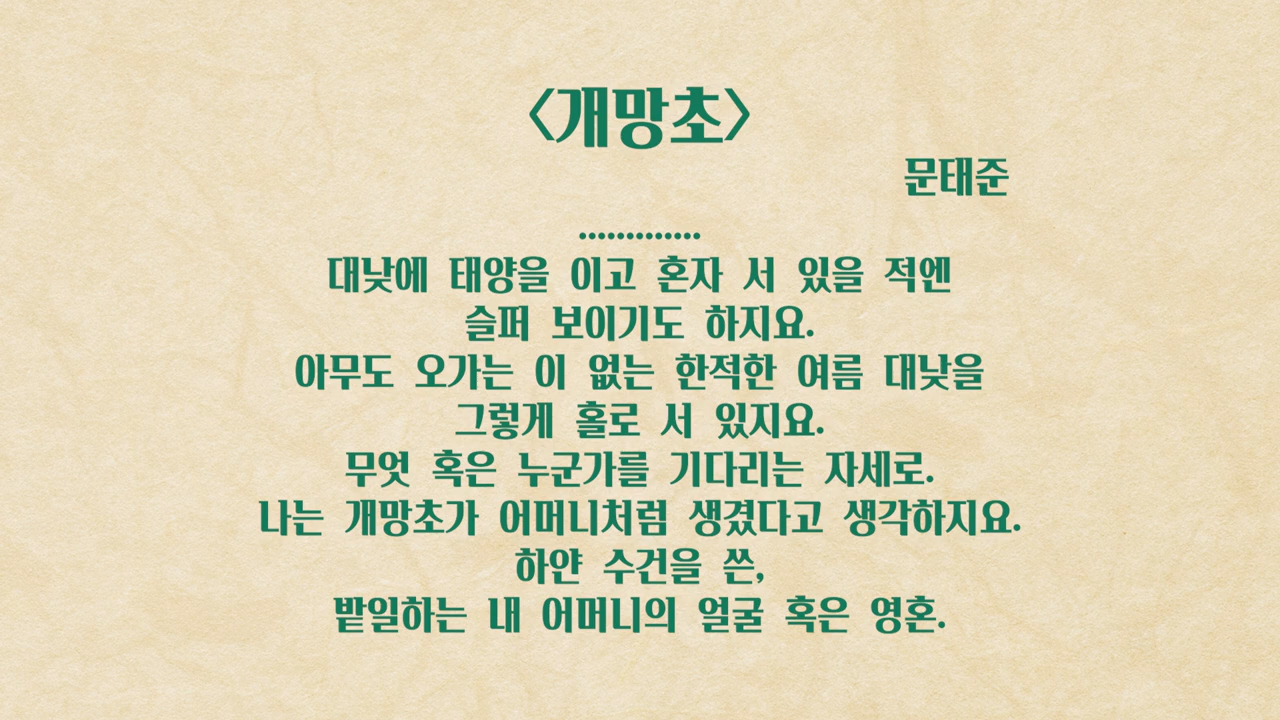 <개망초>
문태준
.............
대낮에 태양을 이고 혼자 서 있을 적엔
슬퍼 보이기도 하지요.
아무도 오가는 이 없는 한적한 여름 대낮을
그렇게 홀로 서 있지요.
무엇 혹은 누군가를 기다리는 자세로.
나는 개망초가 어머니처럼 생겼다고 생각하지요.
하얀 수건을 쓴,
밭일하는 내 어머니의 얼굴 혹은 영혼.